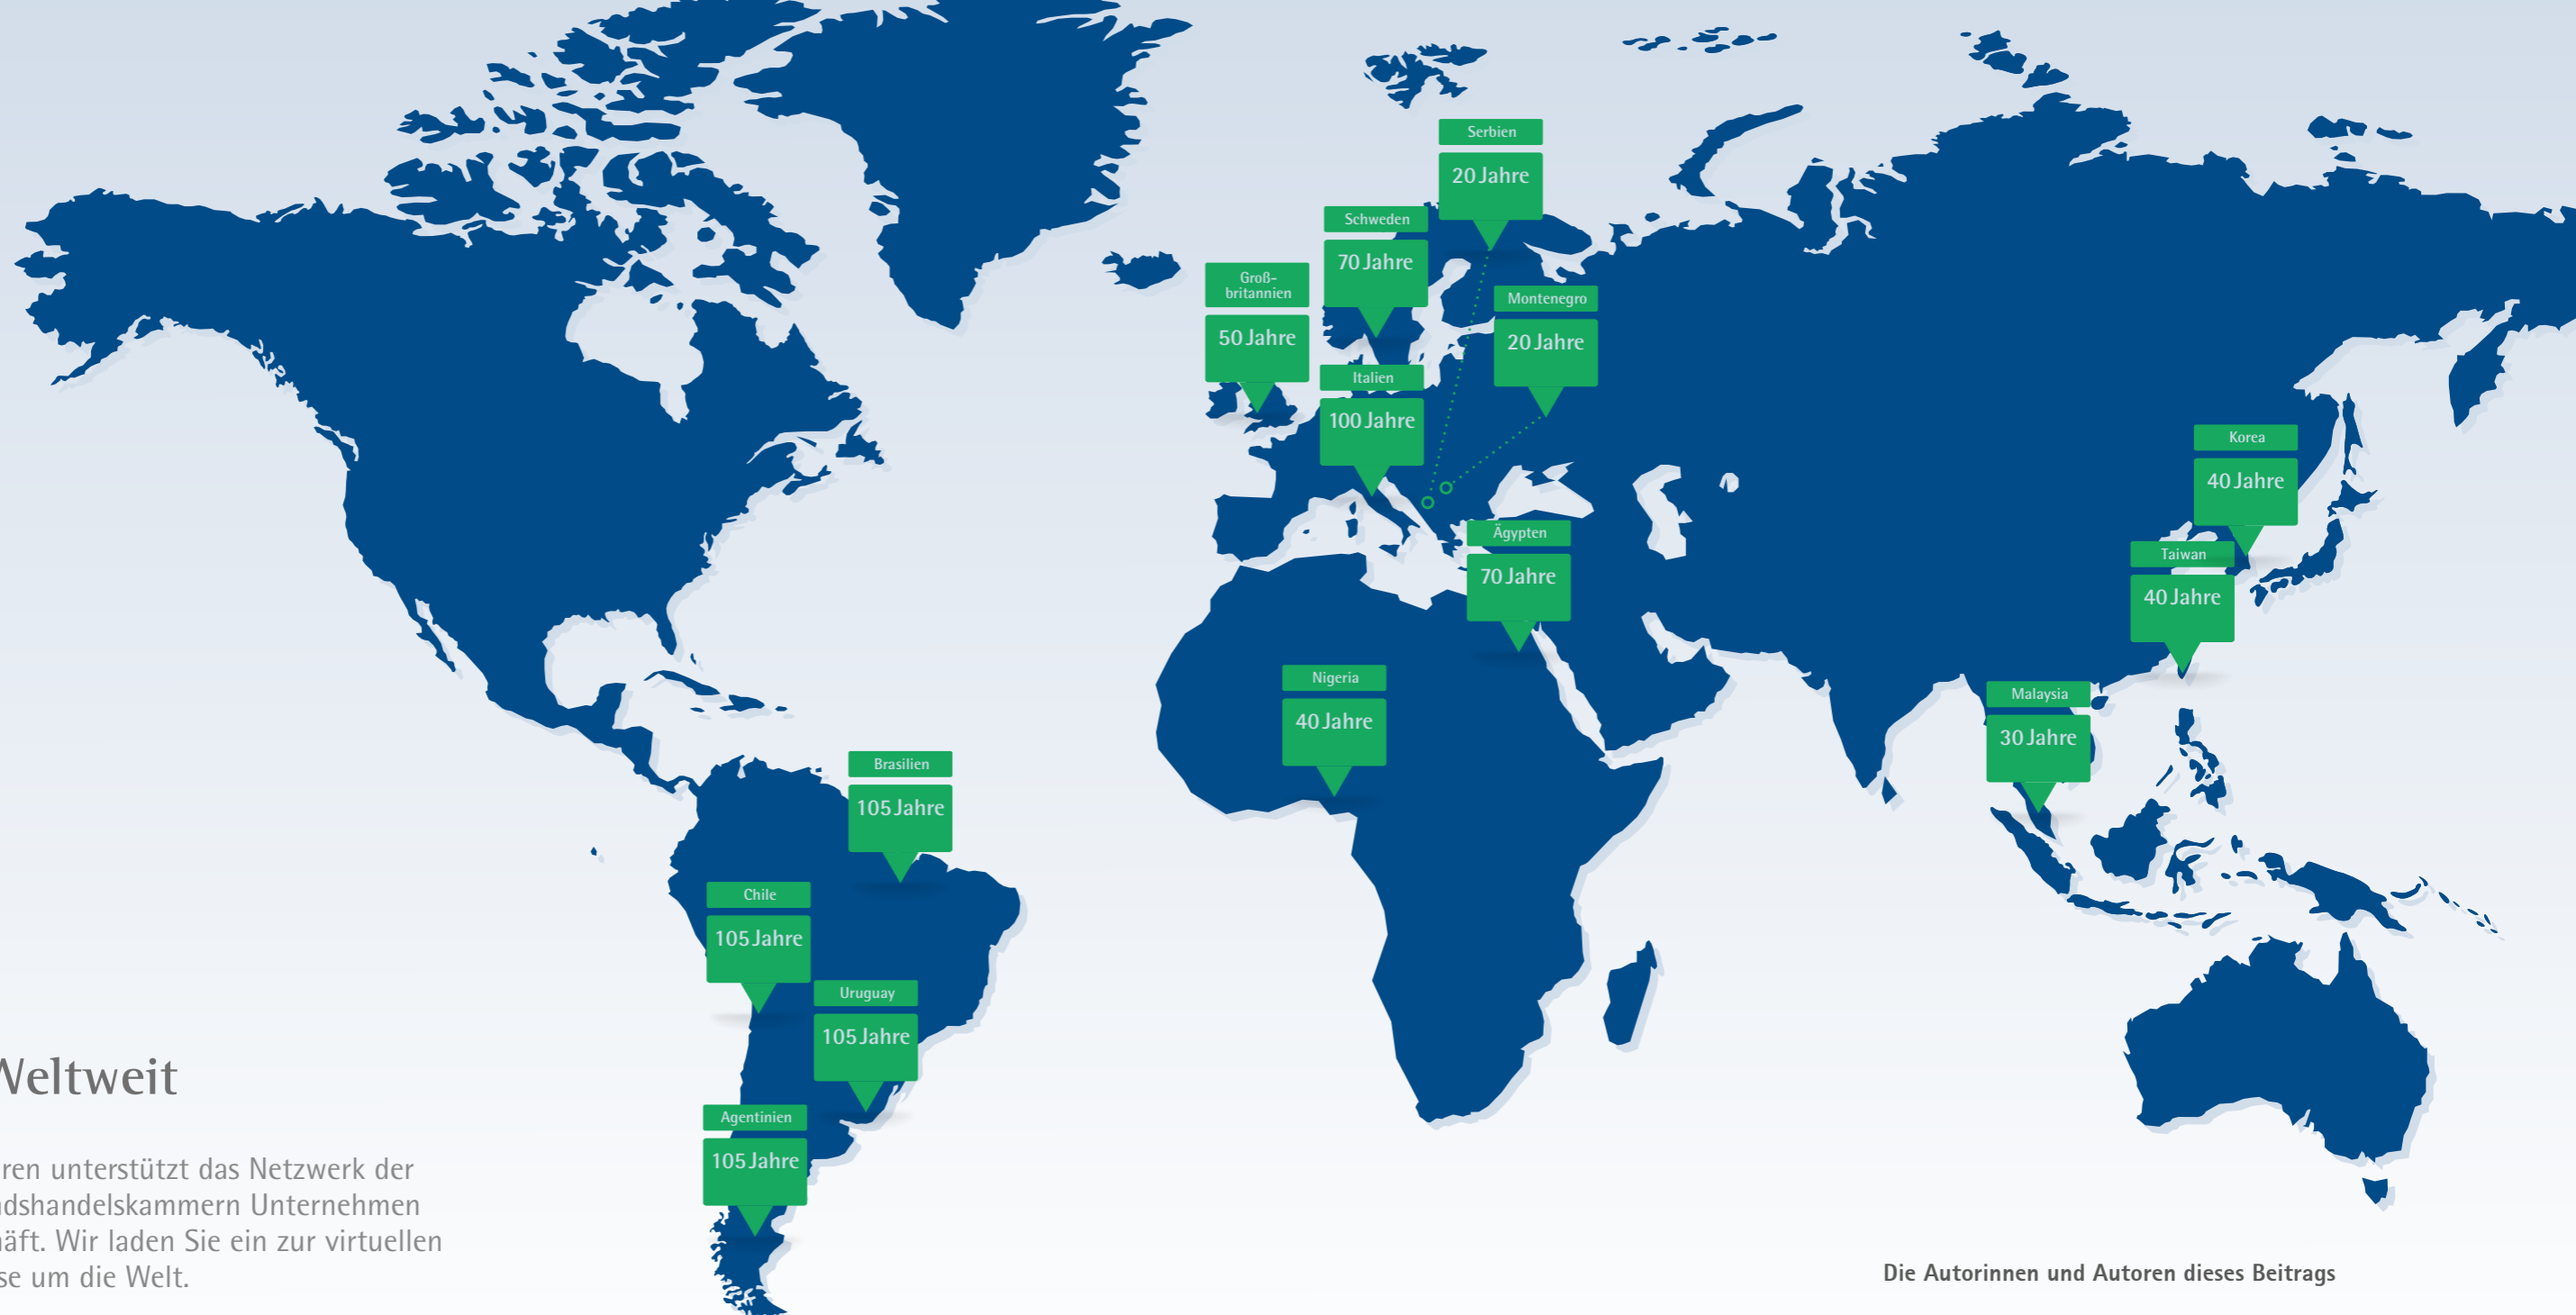 Serbien
20 Jahre
Schweden
70 Jahre
Groß-
britannien
50 Jahre
Montenegro
20 Jahre
Italien
100 Jahre
Korea
40 Jahre
Ägypten
70 Jahre
Taiwan
40 Jahre
Nigeria
40 Jahre
Malaysia
30 Jahre
Brasilien
105 Jahre
Chile
105 Jahre
Uruguay
105 Jahre
Agentinien
105 Jahre
Weltweit
ren unterstützt das Netzwerk der
dshandelskammern Unternehmen
äft. Wir laden Sie ein zur virtuellen
se um die Welt.
Die Autorinnen und Autoren dieses Beitrags